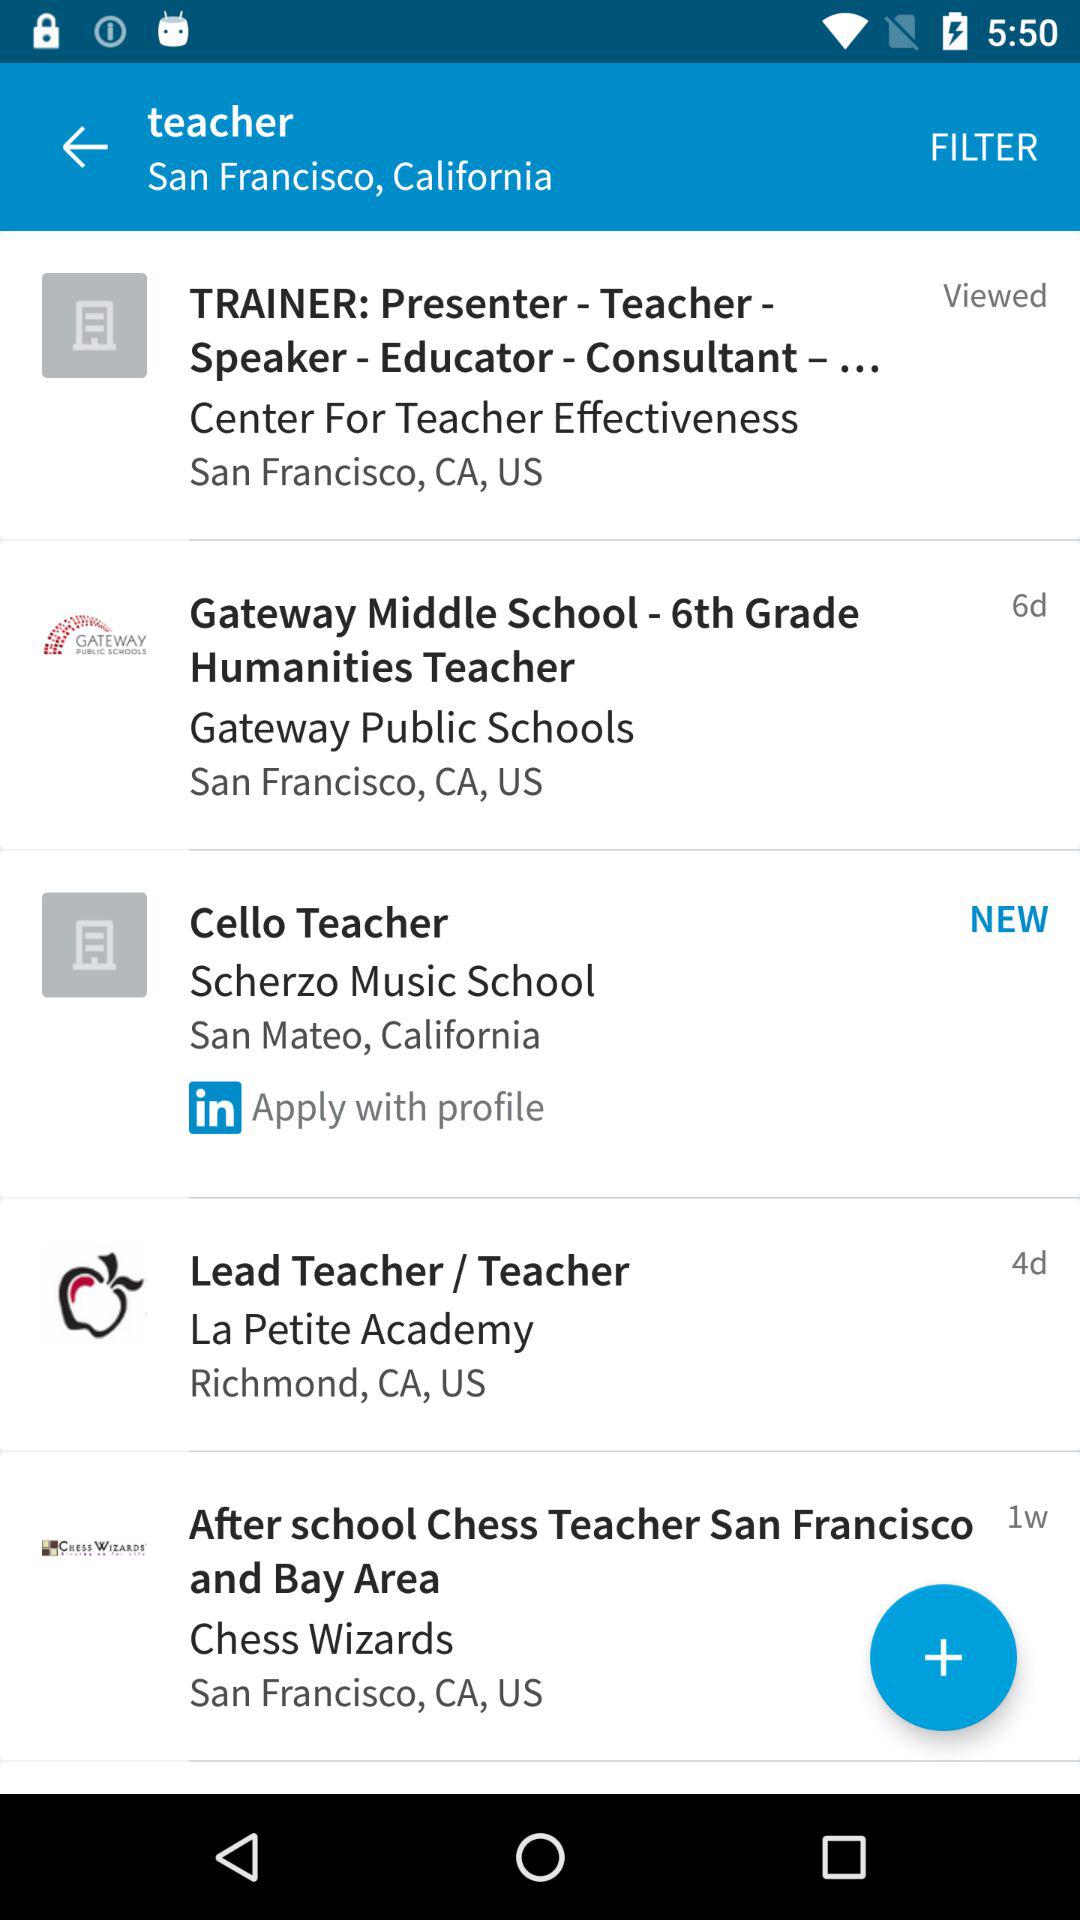 5:50
teacher
San Francisco, California
FILTER
TRAINER: Presenter - Teacher -
Speaker - Educator - Consultant – ...
Viewed
Center For Teacher Effectiveness
San Francisco, CA, US
GATEWAY
PUBLIC SCHOOLS
Gateway Middle School - 6th Grade
Humanities Teacher
6d
Gateway Public Schools
San Francisco, CA, US
Cello Teacher
NEW
Scherzo Music School
San Mateo, California
in Apply with profile
Lead Teacher / Teacher
4d
La Petite Academy
Richmond, CA, US
CHESS WIZARDS
After school Chess Teacher San Francisco
and Bay Area
1w
Chess Wizards
San Francisco, CA, US